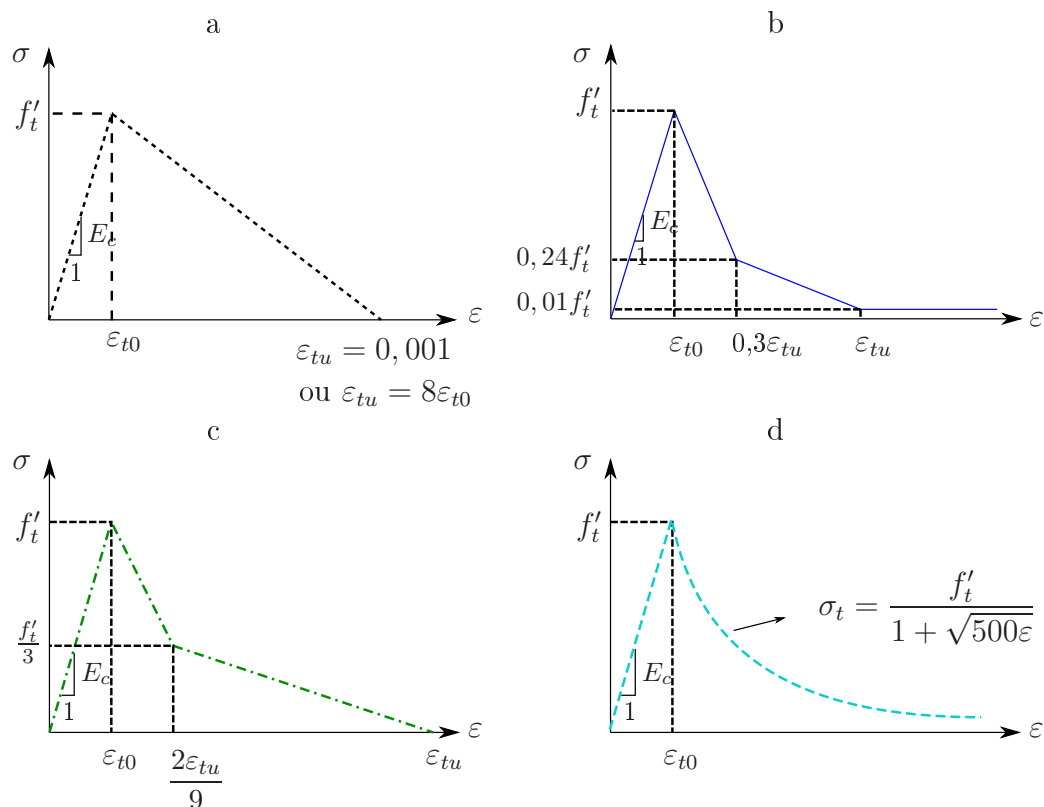 a
σ
f′t
Ec
1
εt0
ε
εtu = 0,001
ou εtu = 8εt0
b
σ
f′t
Ec
1
0,24f′t
0,01f′t
εt0
0,3εtu
εtu
ε
c
σ
f′t
f′t/3
Ec
1
εt0
2εtu/9
εtu
ε
d
σ
f′t
σt = f′t / (1 + √500ε)
Ec
1
εt0
ε